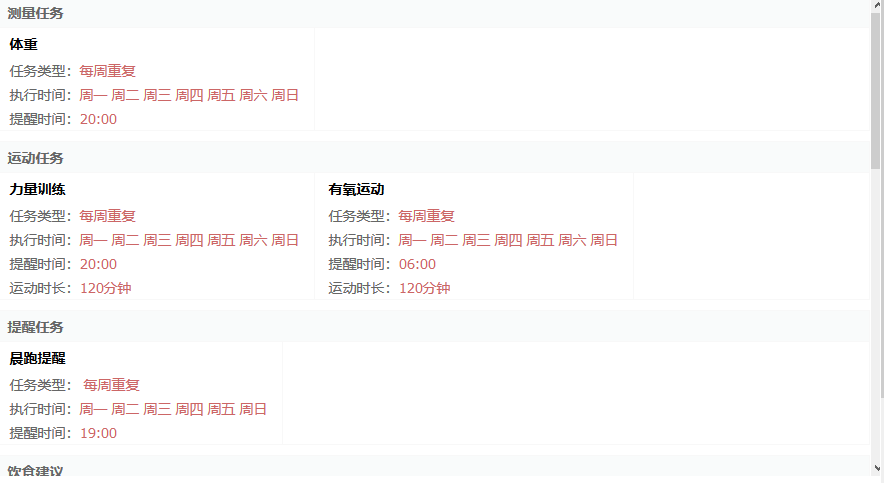 测量任务
体重
任务类型：每周重复
执行时间：周一 周二 周三 周四 周五 周六 周日
提醒时间：20:00
运动任务
力量训练
任务类型：每周重复
执行时间：周一 周二 周三 周四 周五 周六 周日
提醒时间：20:00
运动时长：120分钟
有氧运动
任务类型：每周重复
执行时间：周一 周二 周三 周四 周五 周六 周日
提醒时间：06:00
运动时长：120分钟
提醒任务
晨跑提醒
任务类型： 每周重复
执行时间：周一 周二 周三 周四 周五 周日
提醒时间：19:00
饮食建议